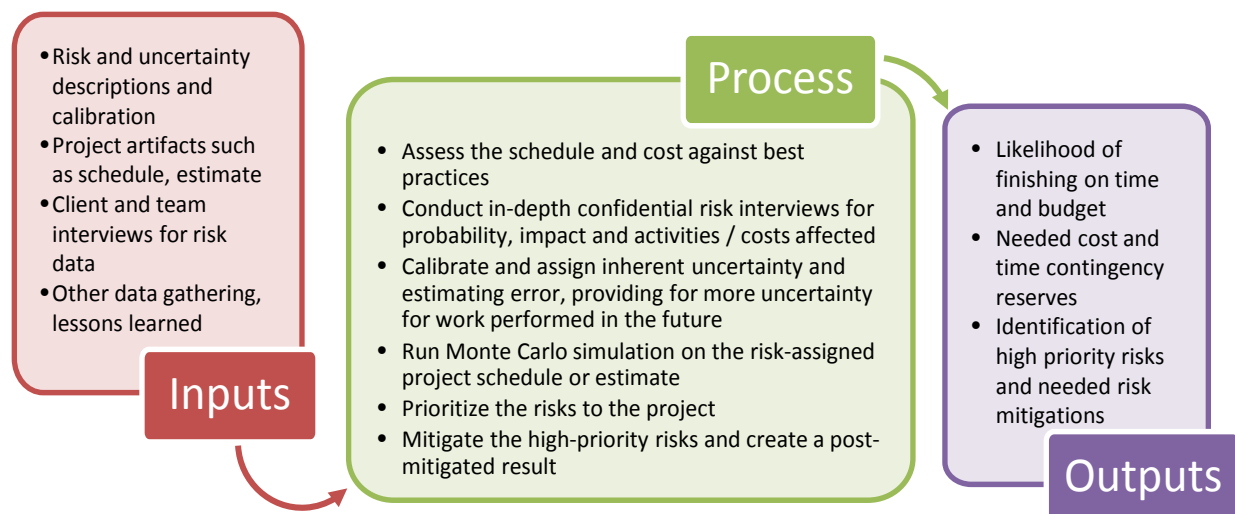 • Risk and uncertainty
descriptions and
calibration
• Project artifacts such
as schedule, estimate
• Client and team
interviews for risk
data
• Other data gathering,
lessons learned
Inputs
Process
• Assess the schedule and cost against best
practices
• Conduct in-depth confidential risk interviews for
probability, impact and activities / costs affected
• Calibrate and assign inherent uncertainty and
estimating error, providing for more uncertainty
for work performed in the future
• Run Monte Carlo simulation on the risk-assigned
project schedule or estimate
• Prioritize the risks to the project
• Mitigate the high-priority risks and create a post-
mitigated result
• Likelihood of
finishing on time
and budget
• Needed cost and
time contingency
reserves
• Identification of
high priority risks
and needed risk
mitigations
Outputs